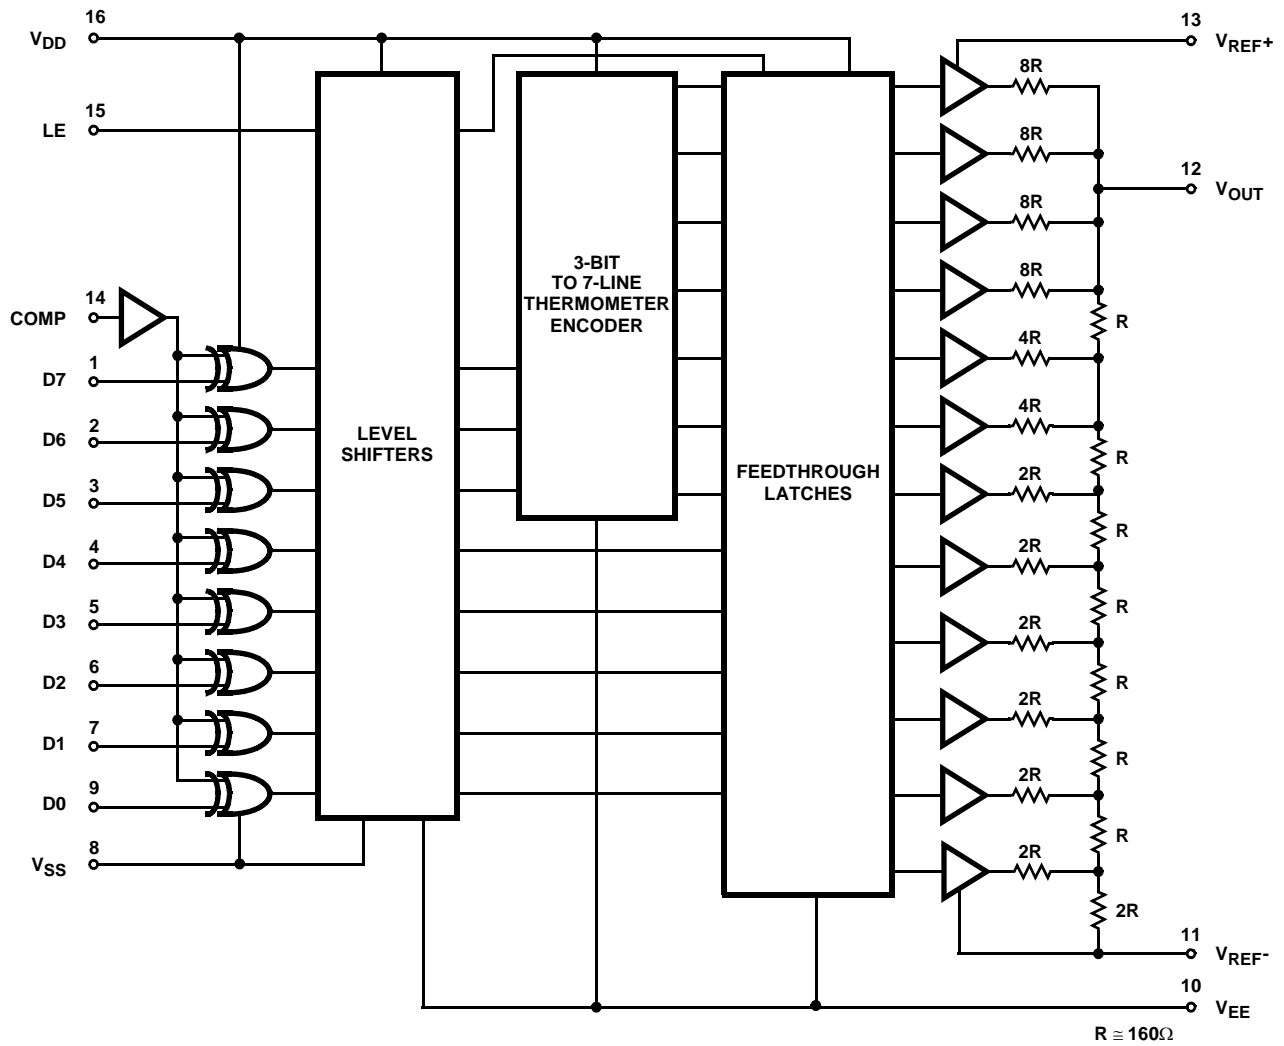 16
VDD
15
LE
14
COMP
1
D7
2
D6
3
D5
4
D4
5
D3
6
D2
7
D1
9
D0
8
VSS
LEVEL
SHIFTERS
3-BIT
TO 7-LINE
THERMOMETER
ENCODER
FEEDTHROUGH
LATCHES
8R
8R
8R
8R
4R
4R
2R
2R
2R
2R
2R
2R
R
R
R
R
R
R
R
2R
13
VREF+
12
VOUT
11
VREF-
10
VEE
R ≅ 160Ω